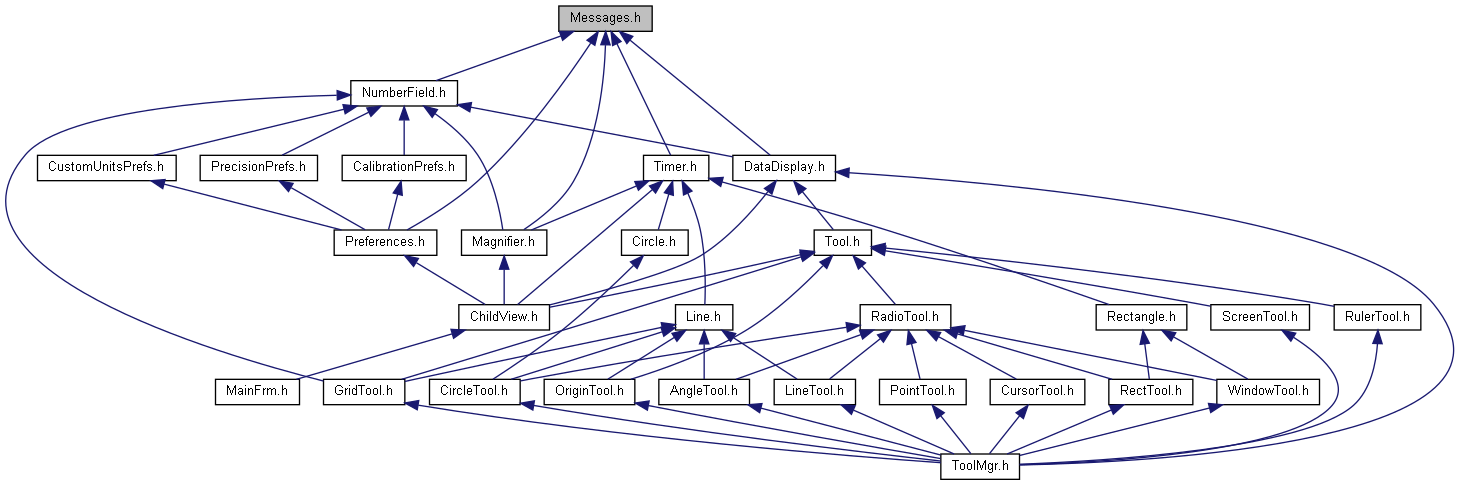 Messages.h
NumberField.h
CustomUnitsPrefs.h
PrecisionPrefs.h
CalibrationPrefs.h
Timer.h
DataDisplay.h
Preferences.h
Magnifier.h
Circle.h
Tool.h
ChildView.h
Line.h
RadioTool.h
Rectangle.h
ScreenTool.h
RulerTool.h
MainFrm.h
GridTool.h
CircleTool.h
OriginTool.h
AngleTool.h
LineTool.h
PointTool.h
CursorTool.h
RectTool.h
WindowTool.h
ToolMgr.h